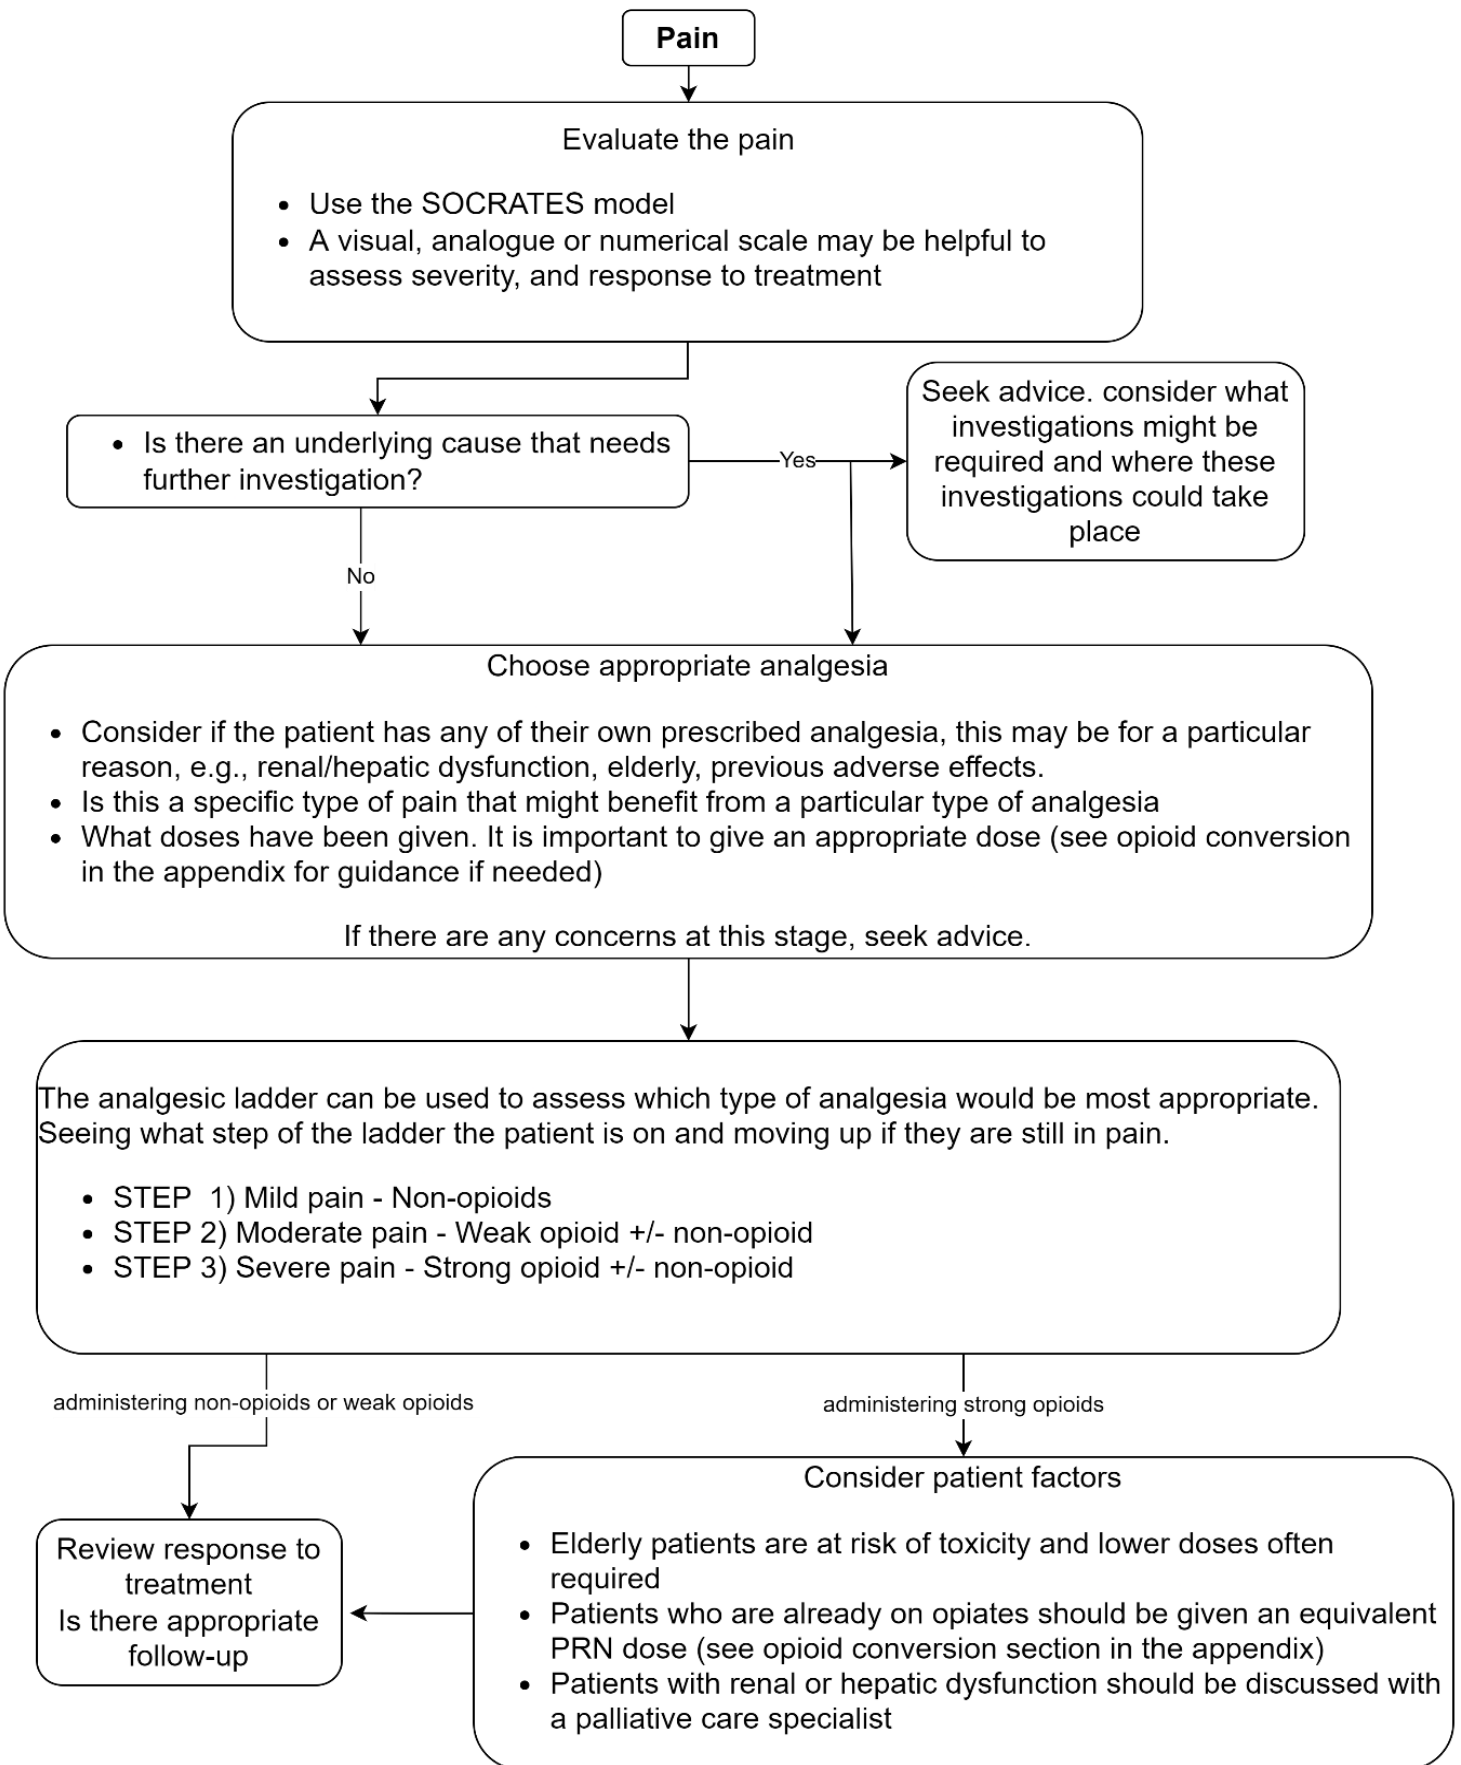 Pain
Evaluate the pain
• Use the SOCRATES model
• A visual, analogue or numerical scale may be helpful to
assess severity, and response to treatment
• Is there an underlying cause that needs
further investigation?
Yes
Seek advice. consider what
investigations might be
required and where these
investigations could take
place
No
Choose appropriate analgesia
• Consider if the patient has any of their own prescribed analgesia, this may be for a particular
reason, e.g., renal/hepatic dysfunction, elderly, previous adverse effects.
• Is this a specific type of pain that might benefit from a particular type of analgesia
• What doses have been given. It is important to give an appropriate dose (see opioid conversion
in the appendix for guidance if needed)
If there are any concerns at this stage, seek advice.
The analgesic ladder can be used to assess which type of analgesia would be most appropriate.
Seeing what step of the ladder the patient is on and moving up if they are still in pain.
• STEP  1) Mild pain - Non-opioids
• STEP 2) Moderate pain - Weak opioid +/- non-opioid
• STEP 3) Severe pain - Strong opioid +/- non-opioid
administering non-opioids or weak opioids
administering strong opioids
Review response to
treatment
Is there appropriate
follow-up
Consider patient factors
• Elderly patients are at risk of toxicity and lower doses often
required
• Patients who are already on opiates should be given an equivalent
PRN dose (see opioid conversion section in the appendix)
• Patients with renal or hepatic dysfunction should be discussed with
a palliative care specialist